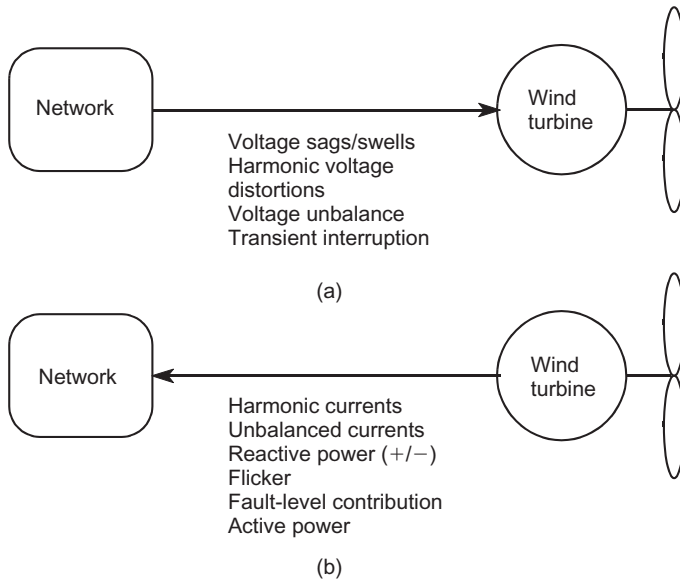 Network
Wind
turbine
Voltage sags/swells
Harmonic voltage
distortions
Voltage unbalance
Transient interruption
(a)
Network
Wind
turbine
Harmonic currents
Unbalanced currents
Reactive power (+/−)
Flicker
Fault-level contribution
Active power
(b)